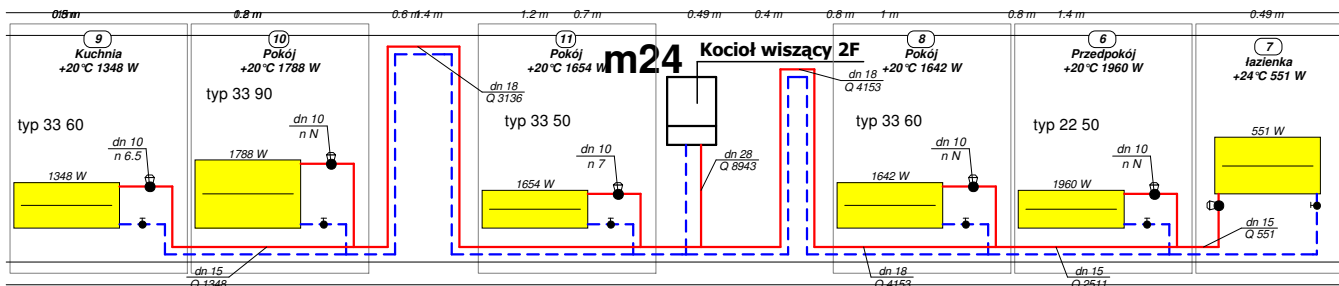 0.6 m 1.4 m 1.2 m 0.7 m 0.49 m 0.4 m 0.8 m 1 m 0.8 m 1.4 m 0.49 m
9
Kuchnia
+20°C 1348 W
typ 33 60
dn 10
n 6.5
1348 W
10
Pokój
+20°C 1788 W
typ 33 90
dn 10
n N
1788 W
dn 15
Q 1348
dn 18
Q 3136
11
Pokój
+20°C 1654 W
typ 33 50
dn 10
n 7
1654 W
m24
Kocioł wiszący 2F
dn 28
Q 8943
dn 18
Q 4153
8
Pokój
+20°C 1642 W
typ 33 60
dn 10
n N
1642 W
dn 18
Q 4153
6
Przedpokój
+20°C 1960 W
typ 22 50
dn 10
n N
1960 W
dn 15
Q 2511
7
łazienka
+24°C 551 W
551 W
dn 15
Q 551